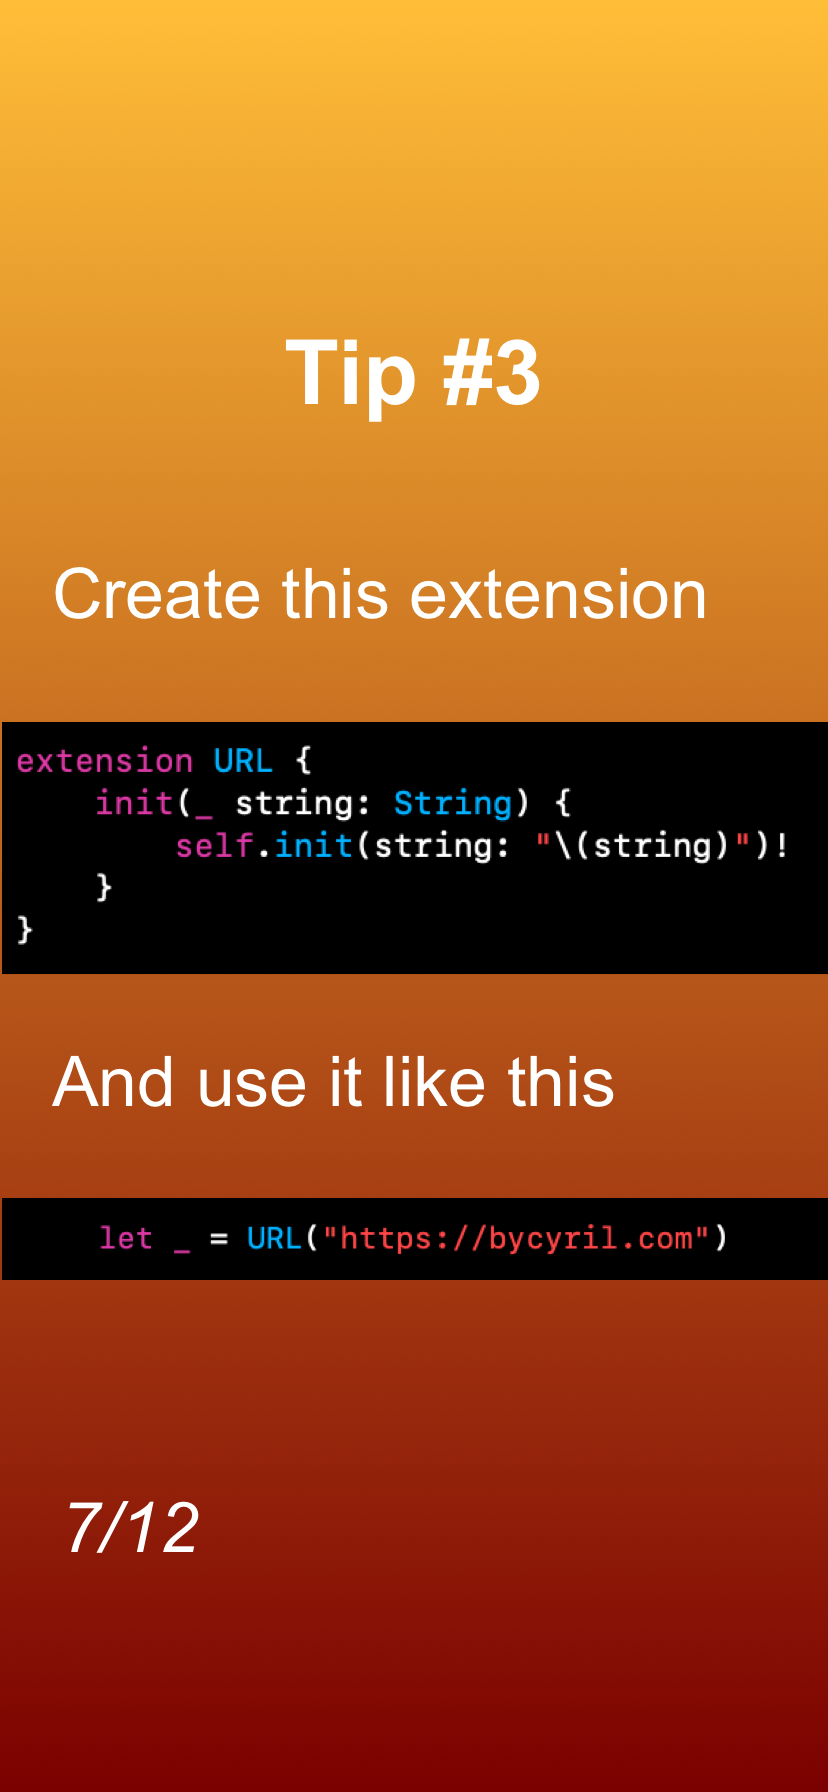 Tip #3
Create this extension
extension URL {
    init(_ string: String) {
        self.init(string: "\(string)")!
    }
}
And use it like this
let _ = URL("https://bycyril.com")
7/12